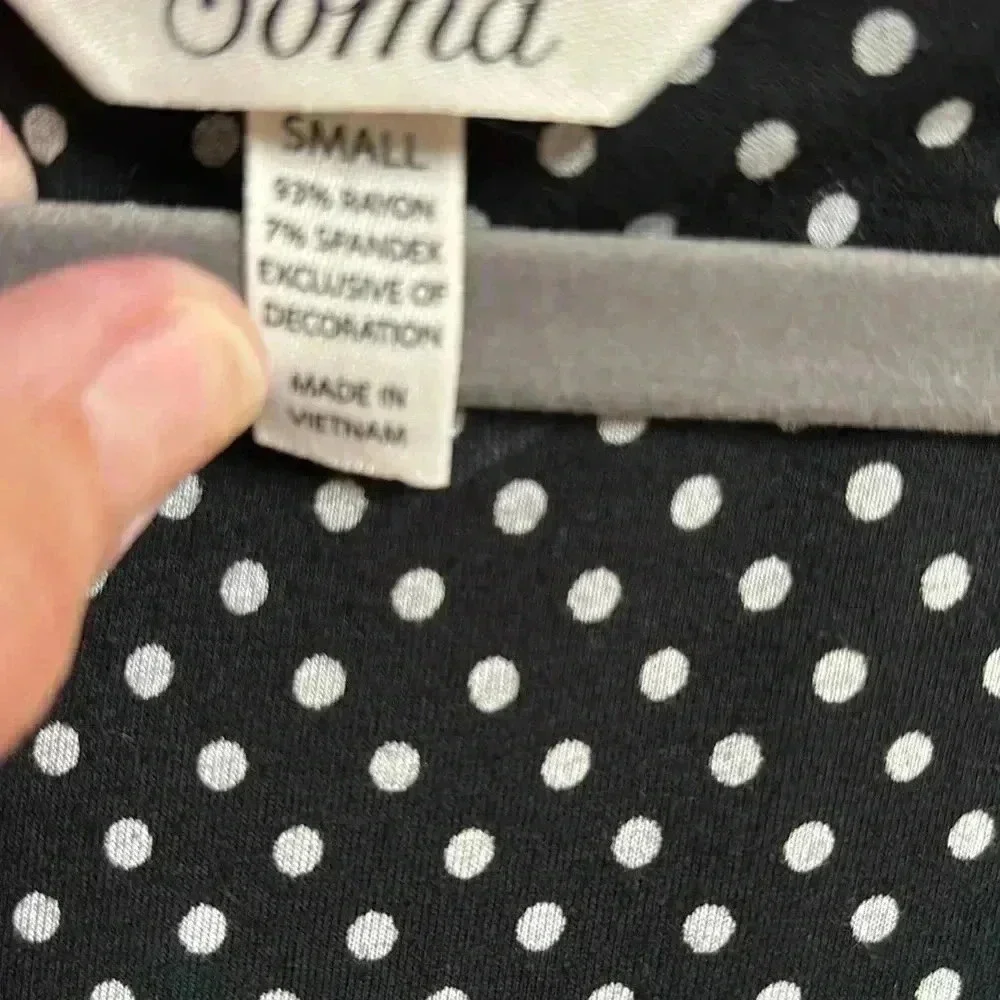 Soma
SMALL
93% RAYON
7% SPANDEX
EXCLUSIVE OF
DECORATION
MADE IN
VIETNAM